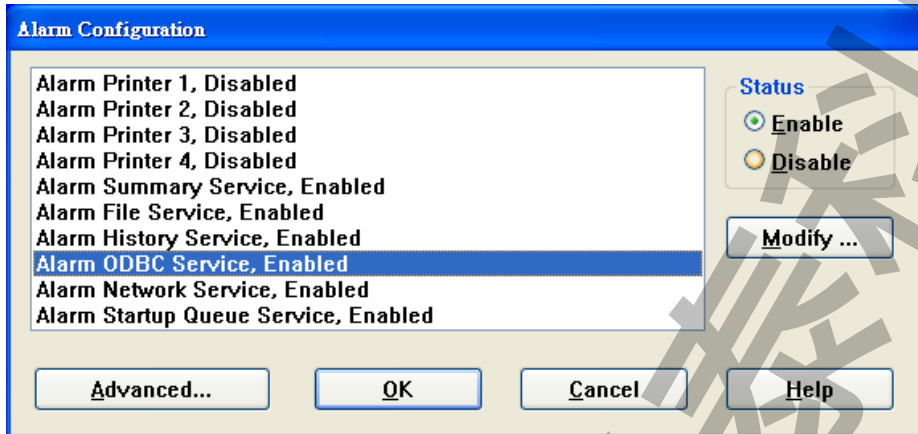 Alarm Configuration
Alarm Printer 1, Disabled
Alarm Printer 2, Disabled
Alarm Printer 3, Disabled
Alarm Printer 4, Disabled
Alarm Summary Service, Enabled
Alarm File Service, Enabled
Alarm History Service, Enabled
Alarm ODBC Service, Enabled
Alarm Network Service, Enabled
Alarm Startup Queue Service, Enabled
Status
Enable
Disable
Modify ...
Advanced...
OK
Cancel
Help